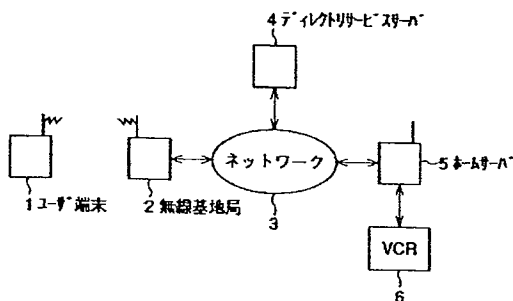 4 ディレクトリサービスサーバ
ネットワーク
1 ユーザ端末
2 無線基地局
3
5 ホームサーバ
VCR
6